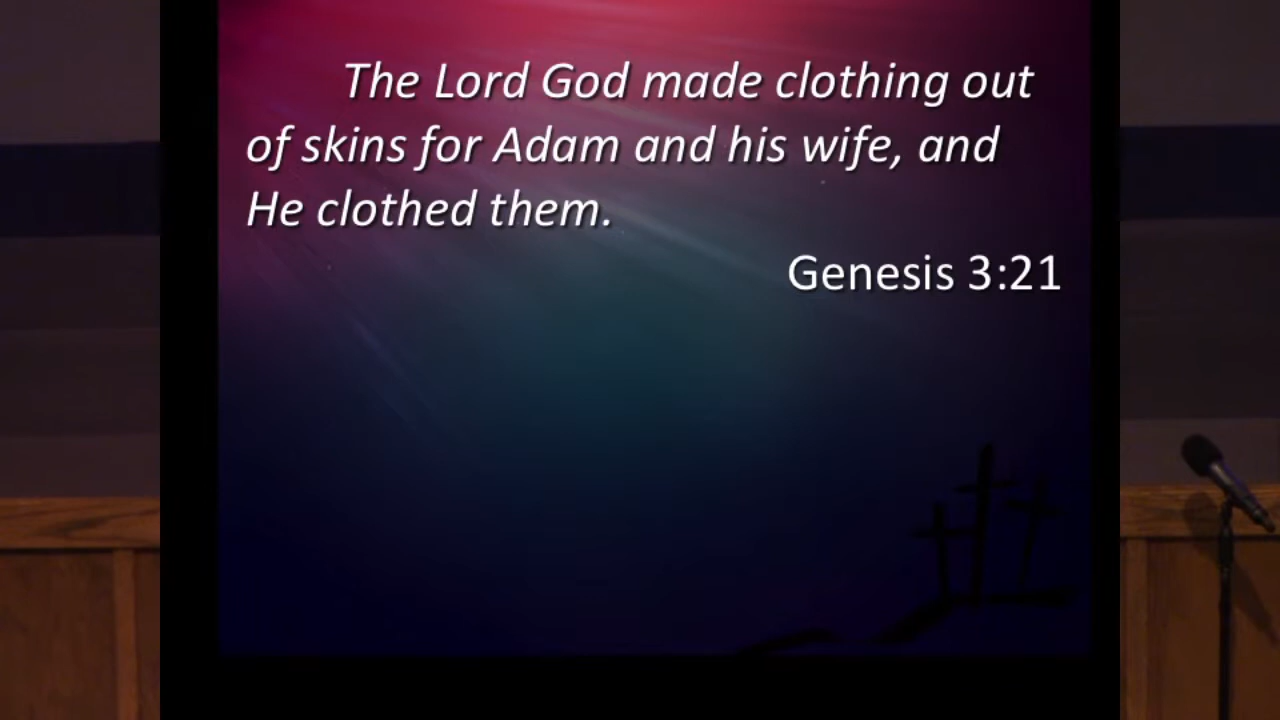 The Lord God made clothing out
of skins for Adam and his wife, and
He clothed them.
Genesis 3:21